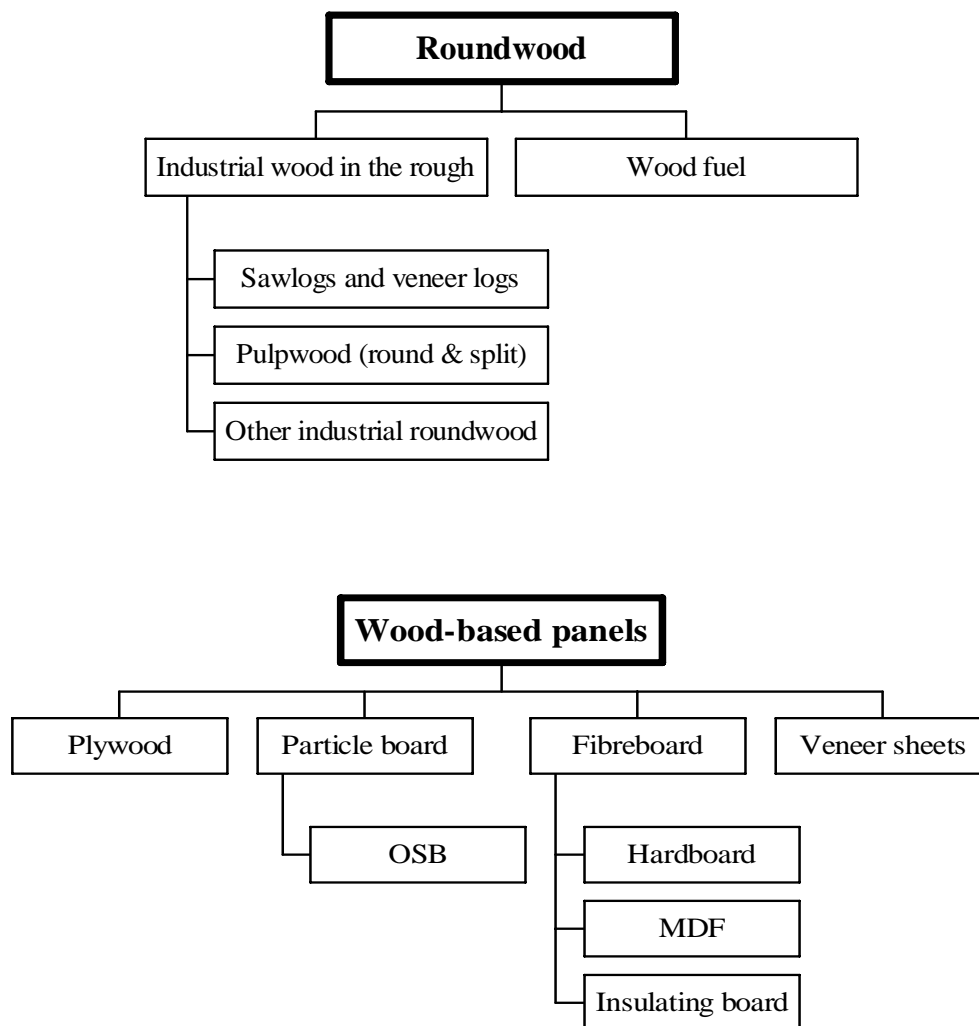 Roundwood
Industrial wood in the rough
Wood fuel
Sawlogs and veneer logs
Pulpwood (round & split)
Other industrial roundwood
Wood-based panels
Plywood
Particle board
Fibreboard
Veneer sheets
OSB
Hardboard
MDF
Insulating board